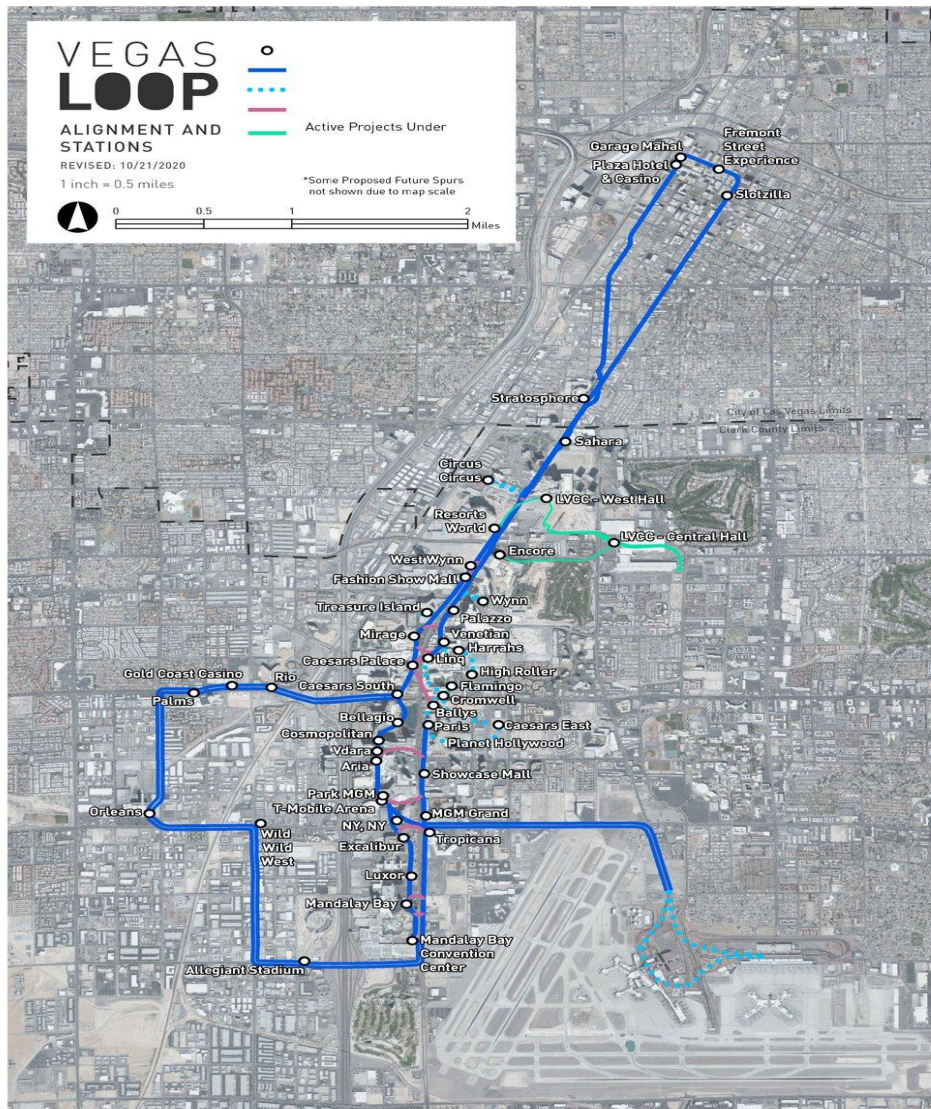 VEGAS
LOOP
ALIGNMENT AND
STATIONS
REVISED: 10/21/2020
1 inch = 0.5 miles
Active Projects Under
*Some Proposed Future Spurs
not shown due to map scale
0 0.5 1 2
Miles
Garage Mahal
Plaza Hotel
& Casino
Fremont
Street
Experience
Slotzilla
Stratosphere
City of Las Vegas Limits
Clark County Limits
Sahara
Circus
Circus
LVCC - West Hall
Resorts
World
LVCC - Central Hall
Encore
West Wynn
Fashion Show Mall
Wynn
Treasure Island
Palazzo
Mirage
Venetian
Harrahs
Linq
Caesars Palace
High Roller
Gold Coast Casino
Rio
Palms
Caesars South
Flamingo
Cromwell
Ballys
Bellagio
Paris
Caesars East
Cosmopolitan
Planet Hollywood
Vdara
Aria
Showcase Mall
Park MGM
T-Mobile Arena
Orleans
MGM Grand
NY, NY
Tropicana
Wild
Wild
West
Excalibur
Luxor
Mandalay Bay
Mandalay Bay
Convention
Center
Allegiant Stadium